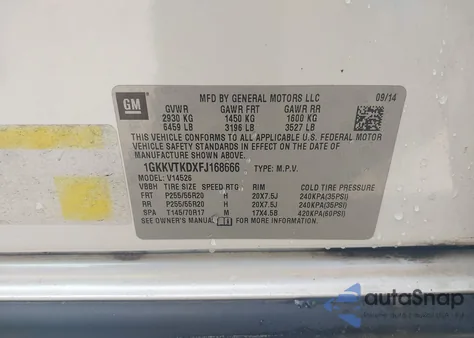 GM
MFD BY GENERAL MOTORS LLC 09/14
GVWR GAWR FRT GAWR RR
2930 KG 1450 KG 1600 KG
6459 LB 3196 LB 3527 LB
THIS VEHICLE CONFORMS TO ALL APPLICABLE U.S. FEDERAL MOTOR
VEHICLE SAFETY AND THEFT PREVENTION STANDARDS IN EFFECT ON THE DATE OF
MANUFACTURE SHOWN ABOVE.
1GKKVTKDXFJ168666 TYPE: M.P.V.
MODEL: V14526
VBBH TIRE SIZE SPEED RTG RIM COLD TIRE PRESSURE
FRT P255/55R20 H 20X7.5J 240KPA(35PSI)
RR P255/55R20 H 20X7.5J 240KPA(35PSI)
SPA T145/70R17 M 17X4.5B 420KPA(60PSI)
SEE OWNER'S MANUAL FOR MORE INFORMATION.
autoSnap